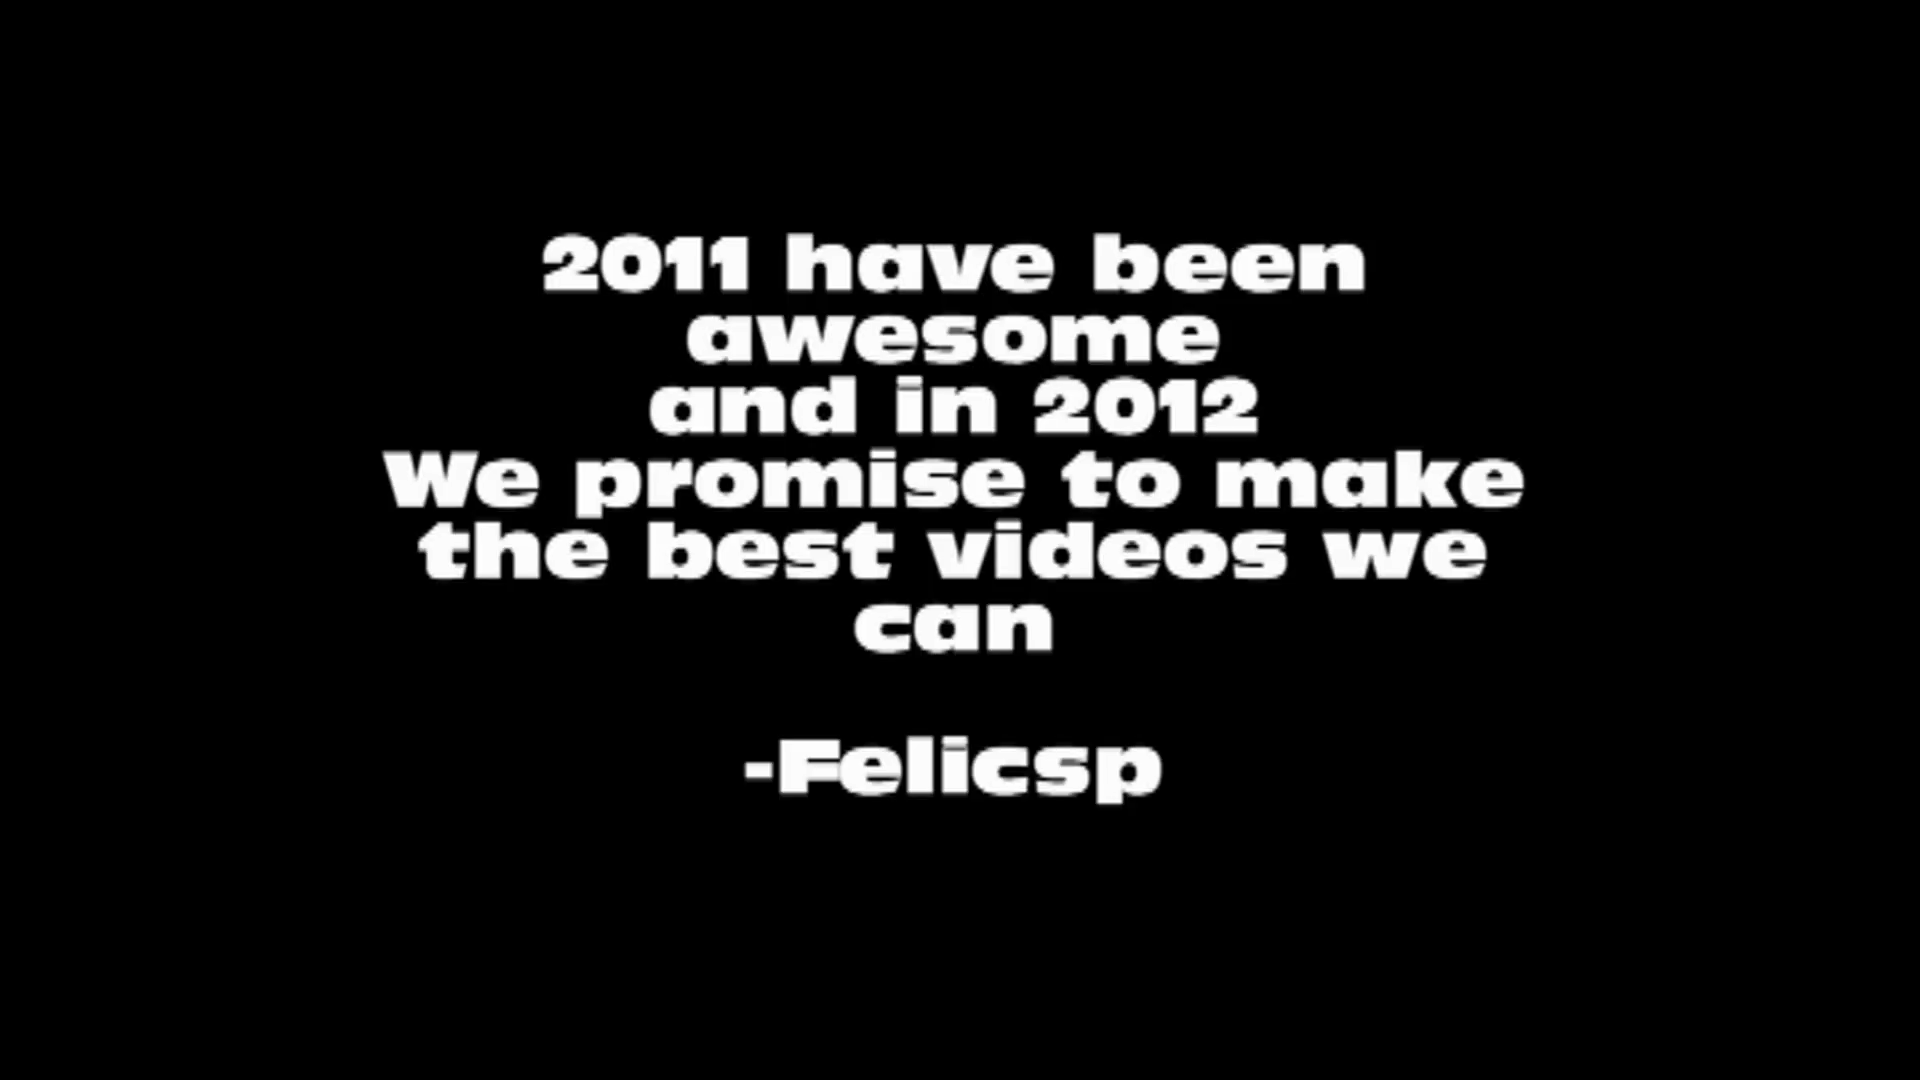 2011 have been
awesome
and in 2012
We promise to make
the best videos we
can
-Felicsp